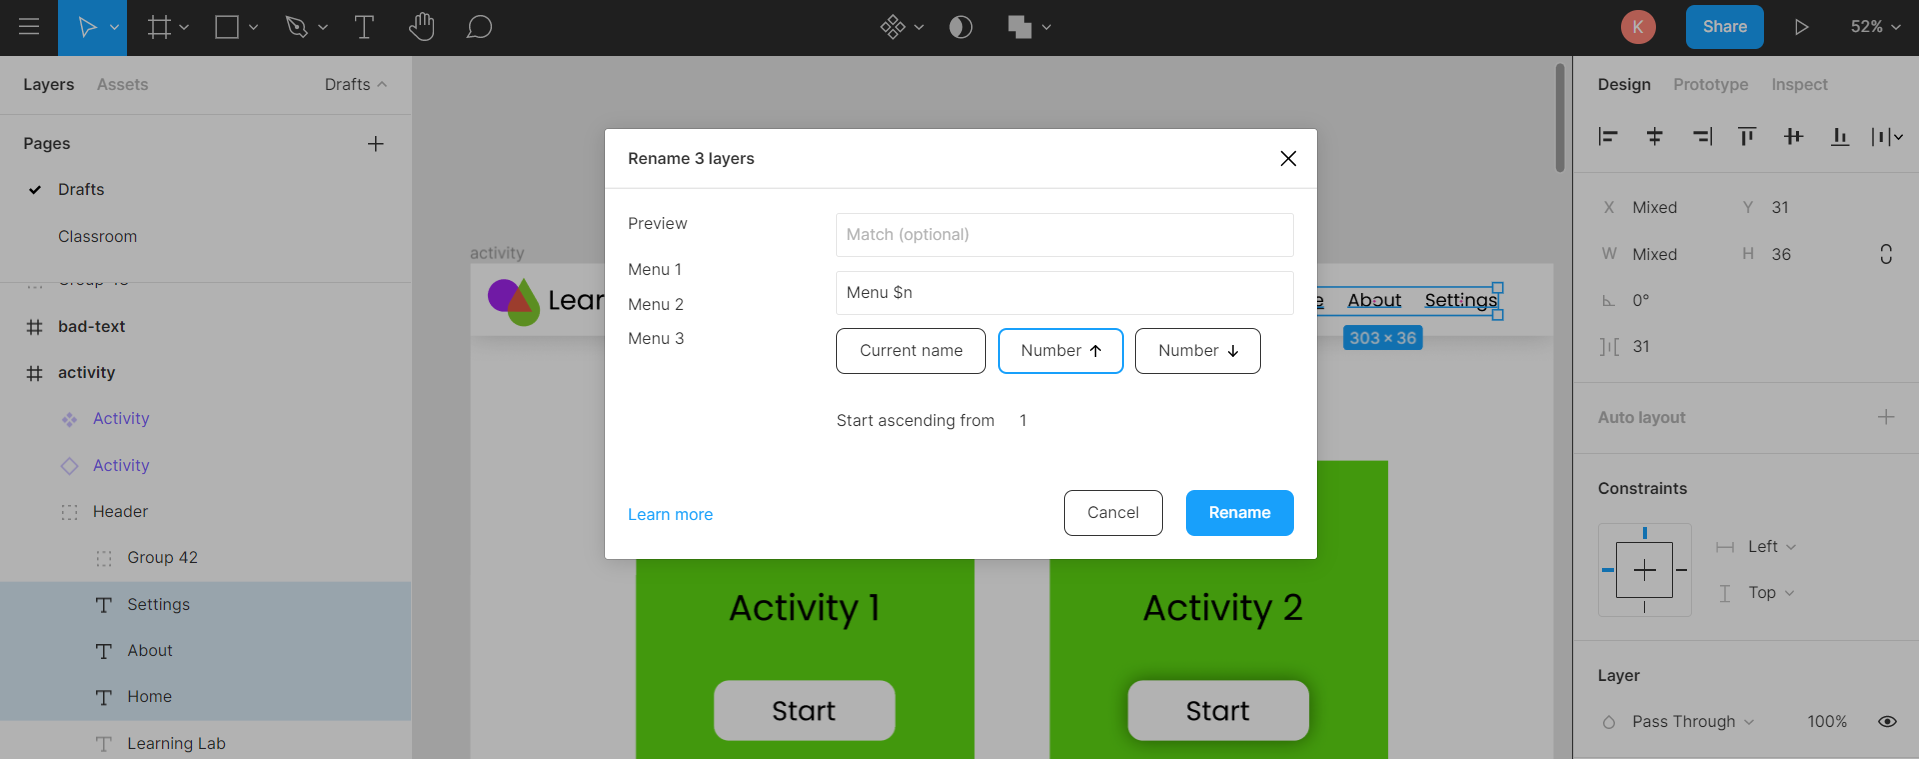 K
Share
52%
Layers
Assets
Drafts
Pages
Drafts
Classroom
bad-text
activity
Activity
Activity
Header
Group 42
Settings
About
Home
Learning Lab
activity
Lear
About
Settings
303 × 36
Rename 3 layers
Preview
Menu 1
Menu 2
Menu 3
Match (optional)
Menu $n
Current name
Number ↑
Number ↓
Start ascending from 1
Learn more
Cancel
Rename
Activity 1
Start
Activity 2
Start
Design
Prototype
Inspect
X Mixed
Y 31
W Mixed
H 36
0°
31
Auto layout
Constraints
Left
Top
Layer
Pass Through
100%